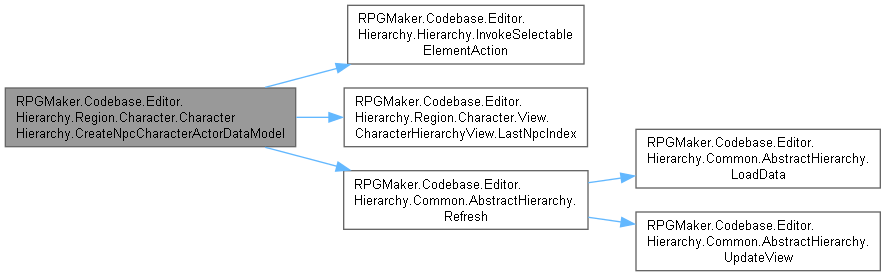 RPGMaker.Codebase.Editor.
Hierarchy.Hierarchy.InvokeSelectable
ElementAction
RPGMaker.Codebase.Editor.
Hierarchy.Region.Character.Character
Hierarchy.CreateNpcCharacterActorDataModel
RPGMaker.Codebase.Editor.
Hierarchy.Region.Character.View.
CharacterHierarchyView.LastNpcIndex
RPGMaker.Codebase.Editor.
Hierarchy.Common.AbstractHierarchy.
Refresh
RPGMaker.Codebase.Editor.
Hierarchy.Common.AbstractHierarchy.
LoadData
RPGMaker.Codebase.Editor.
Hierarchy.Common.AbstractHierarchy.
UpdateView